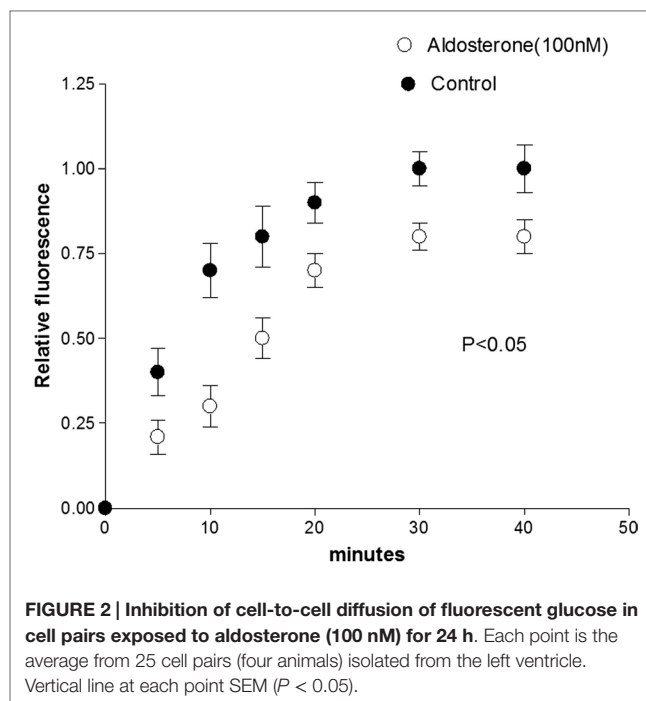 Aldosterone(100nM)
Control
1.25
1.00
0.75
0.50
0.25
0.00
Relative fluorescence
P<0.05
0 10 20 30 40 50
minutes
FIGURE 2 | Inhibition of cell-to-cell diffusion of fluorescent glucose in
cell pairs exposed to aldosterone (100 nM) for 24 h. Each point is the
average from 25 cell pairs (four animals) isolated from the left ventricle.
Vertical line at each point SEM (P < 0.05).